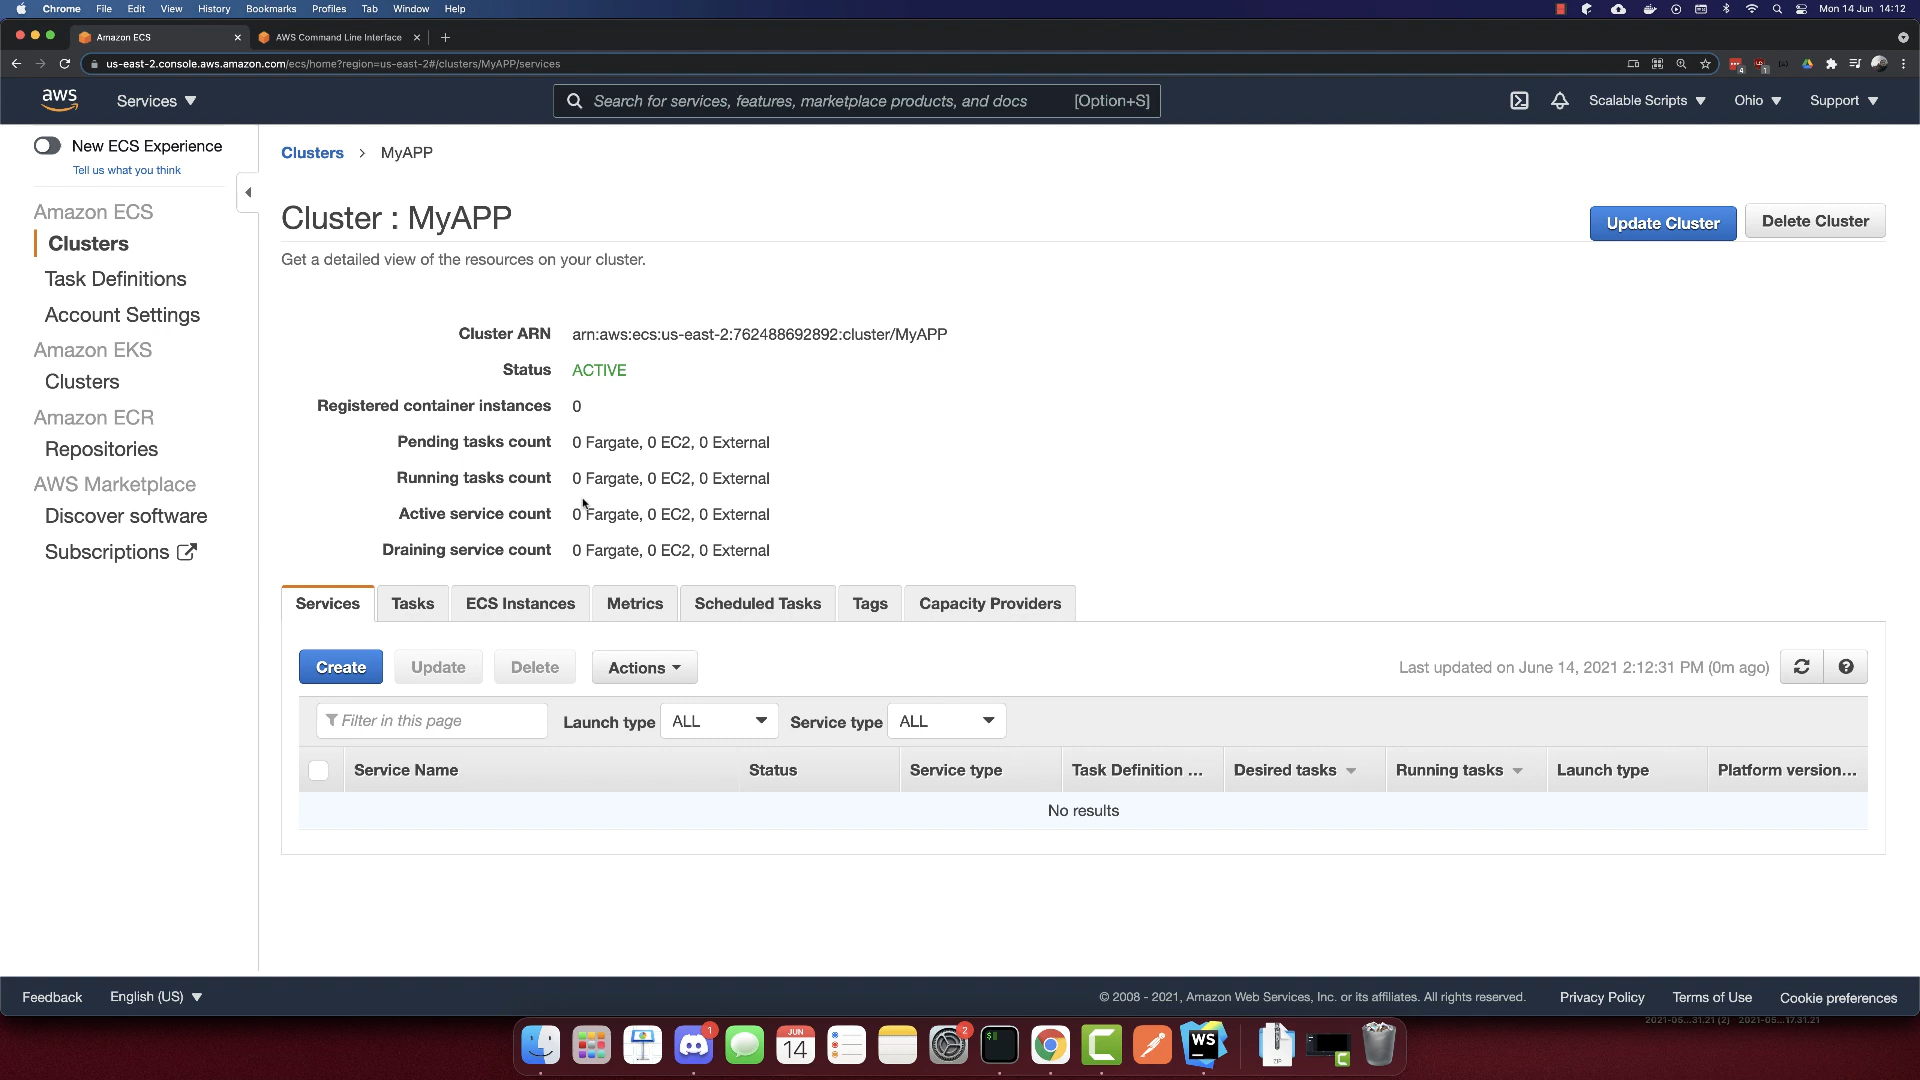 Chrome File Edit View History Bookmarks Profiles Tab Window Help Mon 14 Jun 14:12
Amazon ECS AWS Command Line Interface
us-east-2.console.aws.amazon.com/ecs/home?region=us-east-2#/clusters/MyAPP/services
aws Services Search for services, features, marketplace products, and docs [Option+S] Scalable Scripts Ohio Support
New ECS Experience
Tell us what you think
Amazon ECS
Clusters
Task Definitions
Account Settings
Amazon EKS
Clusters
Amazon ECR
Repositories
AWS Marketplace
Discover software
Subscriptions
Clusters > MyAPP
Cluster : MyAPP
Update Cluster Delete Cluster
Get a detailed view of the resources on your cluster.
Cluster ARN arn:aws:ecs:us-east-2:762488692892:cluster/MyAPP
Status ACTIVE
Registered container instances 0
Pending tasks count 0 Fargate, 0 EC2, 0 External
Running tasks count 0 Fargate, 0 EC2, 0 External
Active service count 0 Fargate, 0 EC2, 0 External
Draining service count 0 Fargate, 0 EC2, 0 External
Services Tasks ECS Instances Metrics Scheduled Tasks Tags Capacity Providers
Create Update Delete Actions Last updated on June 14, 2021 2:12:31 PM (0m ago)
Filter in this page Launch type ALL Service type ALL
Service Name Status Service type Task Definition ... Desired tasks Running tasks Launch type Platform version...
No results
Feedback English (US) © 2008 - 2021, Amazon Web Services, Inc. or its affiliates. All rights reserved. Privacy Policy Terms of Use Cookie preferences
2021-05...31.21 (2) 2021-05...17.31.21
1 JUN 14 2 WS ZIP